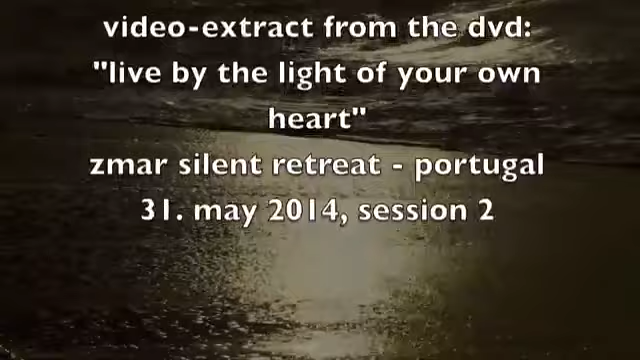 video-extract from the dvd:
"live by the light of your own
heart"
zmar silent retreat - portugal
31. may 2014, session 2